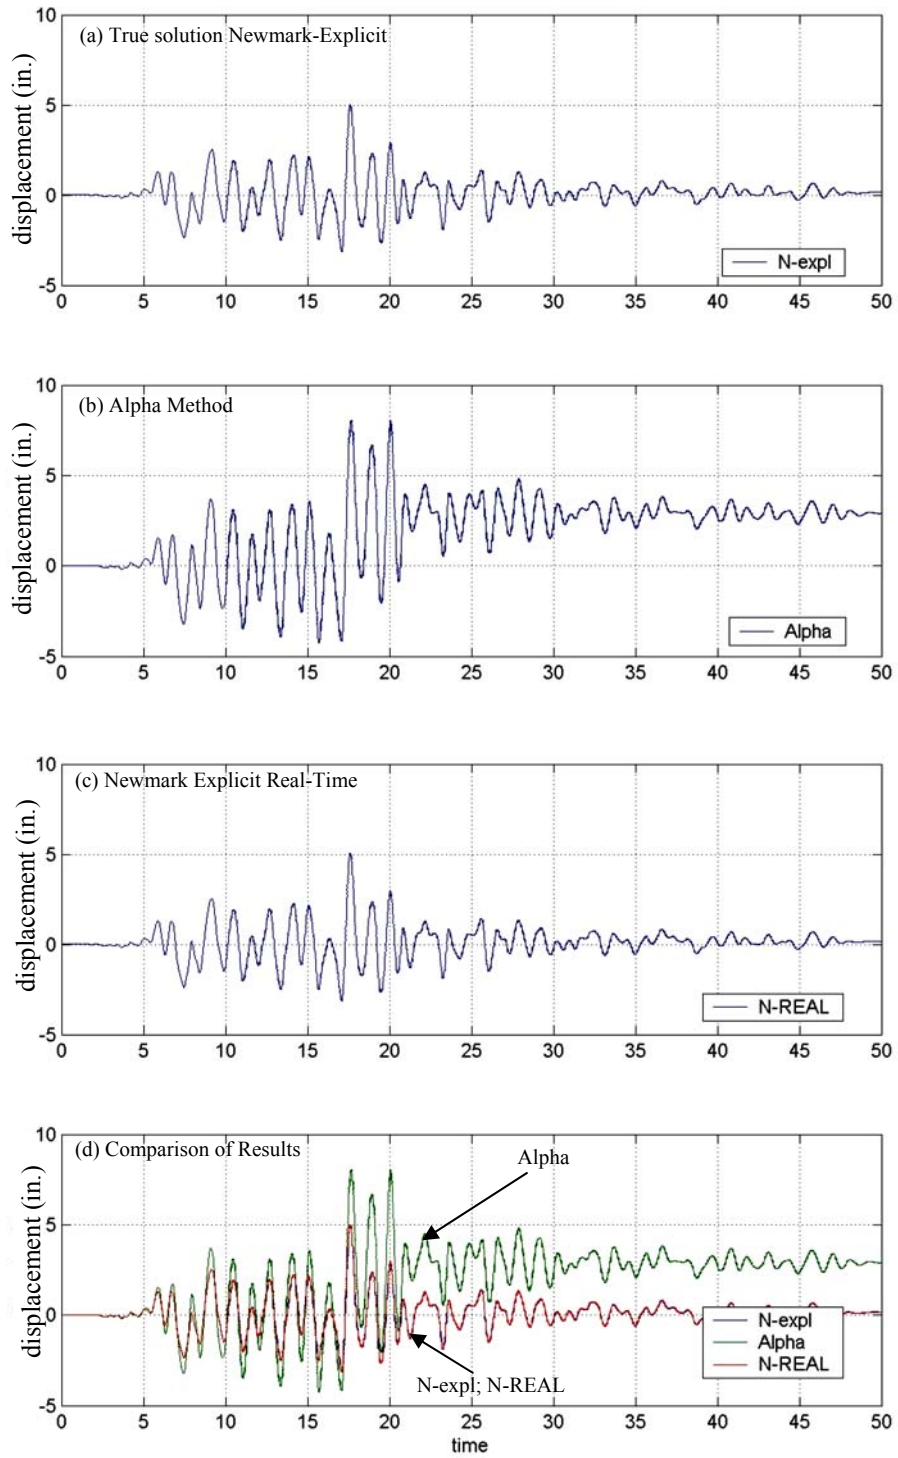 (a) True solution Newmark-Explicit
displacement (in.)
10
5
0
-5
N-expl
0 5 10 15 20 25 30 35 40 45 50
(b) Alpha Method
displacement (in.)
10
5
0
-5
Alpha
0 5 10 15 20 25 30 35 40 45 50
(c) Newmark Explicit Real-Time
displacement (in.)
10
5
0
-5
N-REAL
0 5 10 15 20 25 30 35 40 45 50
(d) Comparison of Results
displacement (in.)
10
5
0
-5
Alpha
N-expl
Alpha
N-REAL
N-expl; N-REAL
0 5 10 15 20 25 30 35 40 45 50
time